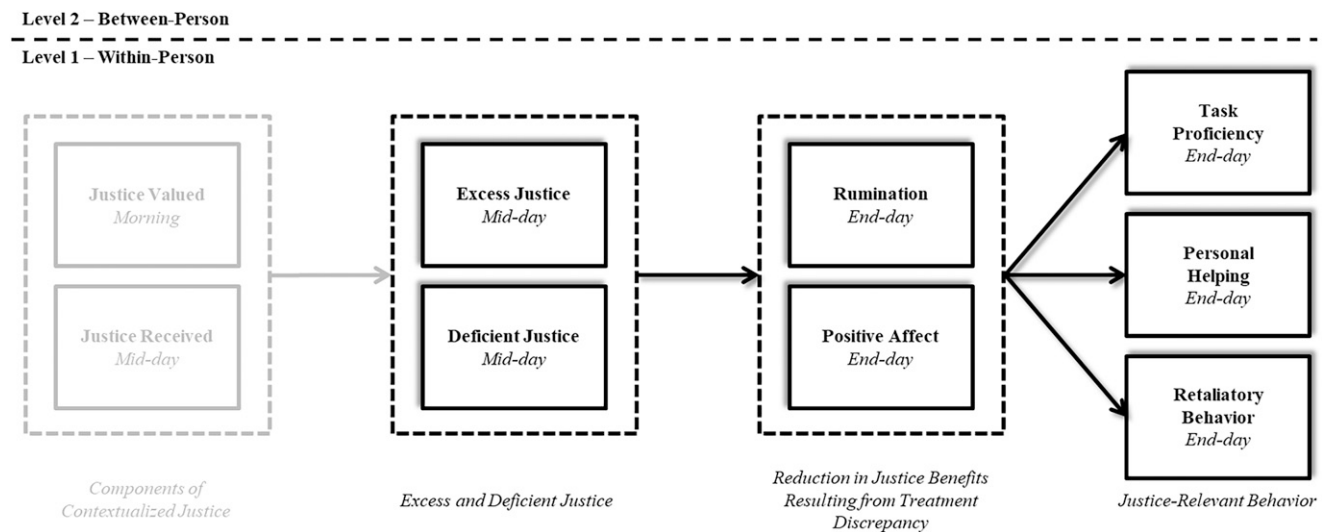 Level 2 – Between-Person
Level 1 – Within-Person
Justice Valued
Morning
Justice Received
Mid-day
Components of
Contextualized Justice
Excess Justice
Mid-day
Deficient Justice
Mid-day
Excess and Deficient Justice
Rumination
End-day
Positive Affect
End-day
Reduction in Justice Benefits
Resulting from Treatment
Discrepancy
Task
Proficiency
End-day
Personal
Helping
End-day
Retaliatory
Behavior
End-day
Justice-Relevant Behavior